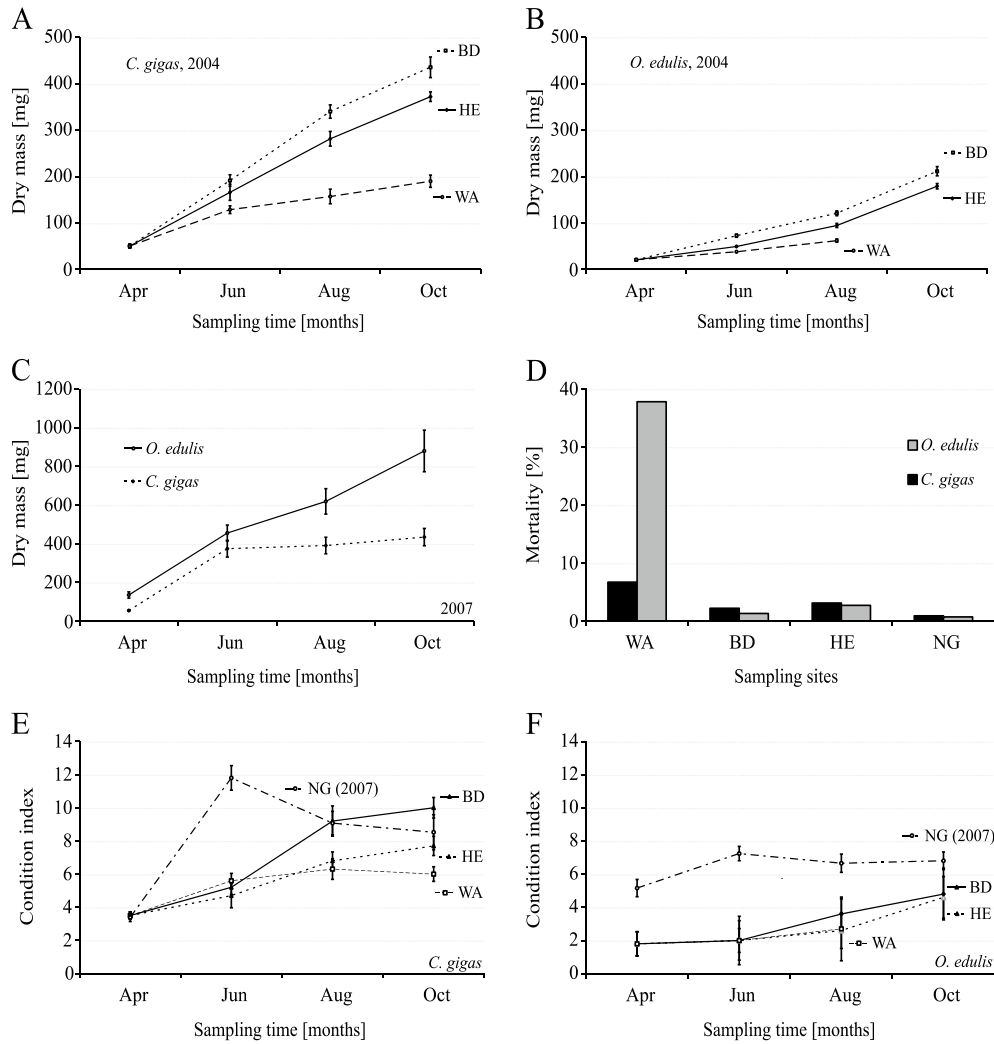 A
B
Dry mass [mg]
500
400
300
200
100
0
C. gigas, 2004
BD
HE
WA
Apr
Jun
Aug
Oct
Sampling time [months]
Dry mass [mg]
500
400
300
200
100
0
O. edulis, 2004
BD
HE
WA
Apr
Jun
Aug
Oct
Sampling time [months]
C
D
Dry mass [mg]
1200
1000
800
600
400
200
0
O. edulis
C. gigas
2007
Apr
Jun
Aug
Oct
Sampling time [months]
Mortality [%]
40
30
20
10
0
O. edulis
C. gigas
WA
BD
HE
NG
Sampling sites
E
F
Condition index
14
12
10
8
6
4
2
0
NG (2007)
BD
HE
WA
C. gigas
Apr
Jun
Aug
Oct
Sampling time [months]
Condition index
14
12
10
8
6
4
2
0
NG (2007)
BD
HE
WA
O. edulis
Apr
Jun
Aug
Oct
Sampling time [months]